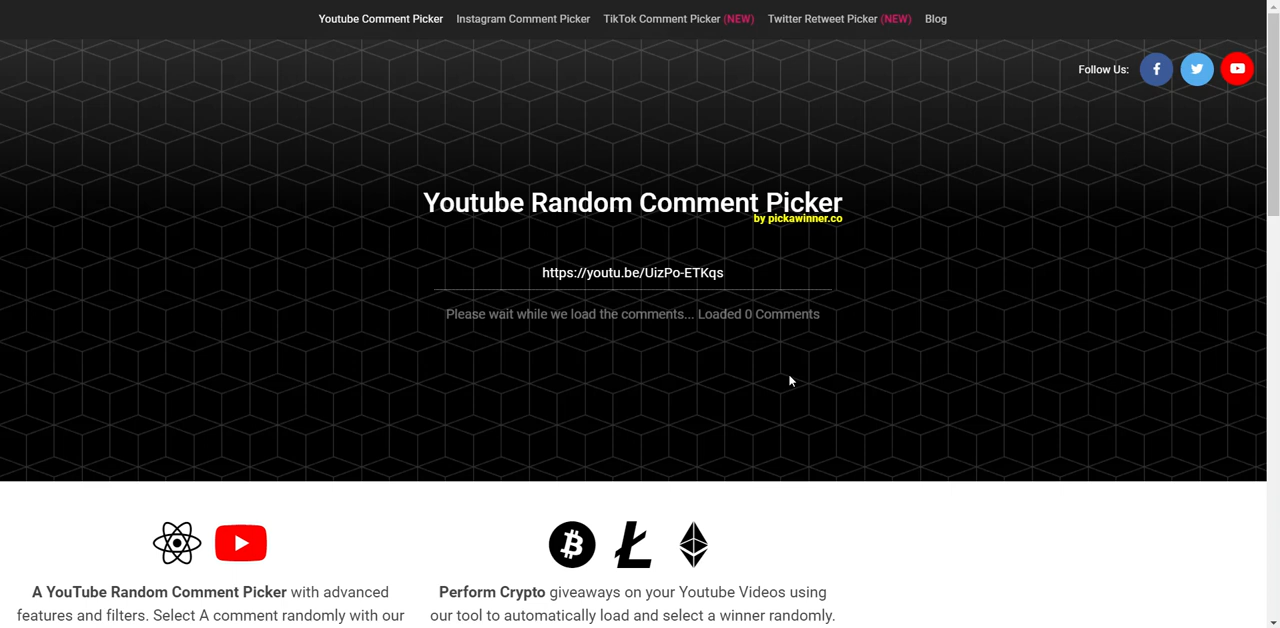 Youtube Comment Picker Instagram Comment Picker TikTok Comment Picker (NEW) Twitter Retweet Picker (NEW) Blog
Follow Us:
Youtube Random Comment Picker
by pickawinner.co
https://youtu.be/UizPo-ETKqs
Please wait while we load the comments... Loaded 0 Comments
A YouTube Random Comment Picker with advanced
features and filters. Select A comment randomly with our
Perform Crypto giveaways on your Youtube Videos using
our tool to automatically load and select a winner randomly.